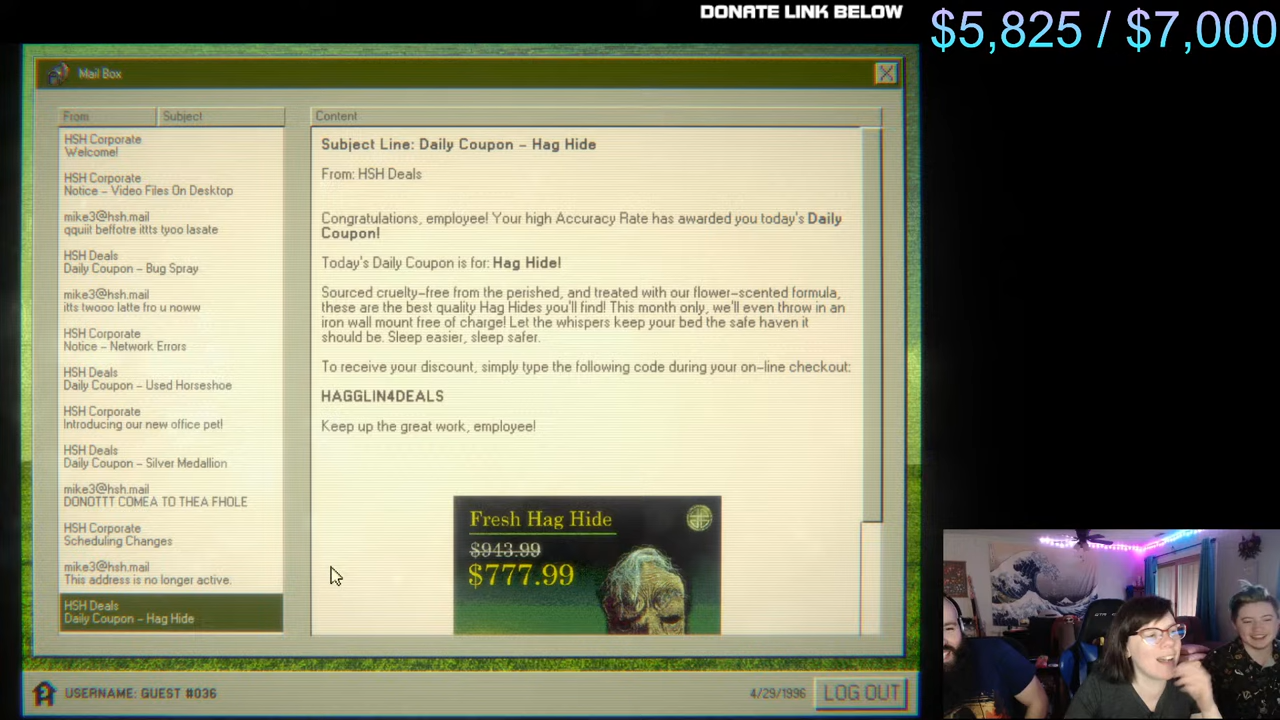 DONATE LINK BELOW
$5,825 / $7,000
Mail Box
From
Subject
Content
HSH Corporate
Welcome!
HSH Corporate
Notice - Video Files On Desktop
mike3@hsh.mail
qquiit beffotre ittts tyoo lasate
HSH Deals
Daily Coupon - Bug Spray
mike3@hsh.mail
itts twooo latte fro u noww
HSH Corporate
Notice - Network Errors
HSH Deals
Daily Coupon - Used Horseshoe
HSH Corporate
Introducing our new office pet!
HSH Deals
Daily Coupon - Silver Medallion
mike3@hsh.mail
DONOTTT COMEA TO THEA FHOLE
HSH Corporate
Scheduling Changes
mike3@hsh.mail
This address is no longer active.
HSH Deals
Daily Coupon - Hag Hide
Subject Line: Daily Coupon - Hag Hide
From: HSH Deals
Congratulations, employee! Your high Accuracy Rate has awarded you today's Daily
Coupon!
Today's Daily Coupon is for: Hag Hide!
Sourced cruelty-free from the perished, and treated with our flower-scented formula,
these are the best quality Hag Hides you'll find! This month only, we'll even throw in an
iron wall mount free of charge! Let the whispers keep your bed the safe haven it
should be. Sleep easier, sleep safer.
To receive your discount, simply type the following code during your on-line checkout:
HAGGLIN4DEALS
Keep up the great work, employee!
Fresh Hag Hide
$943.99
$777.99
USERNAME: GUEST #036
4/29/1996
LOG OUT